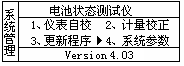 系统管理
电池状态测试仪
1、仪表自校 2、计量校正
3、更新程序▶4、系统参数
Version 4.03